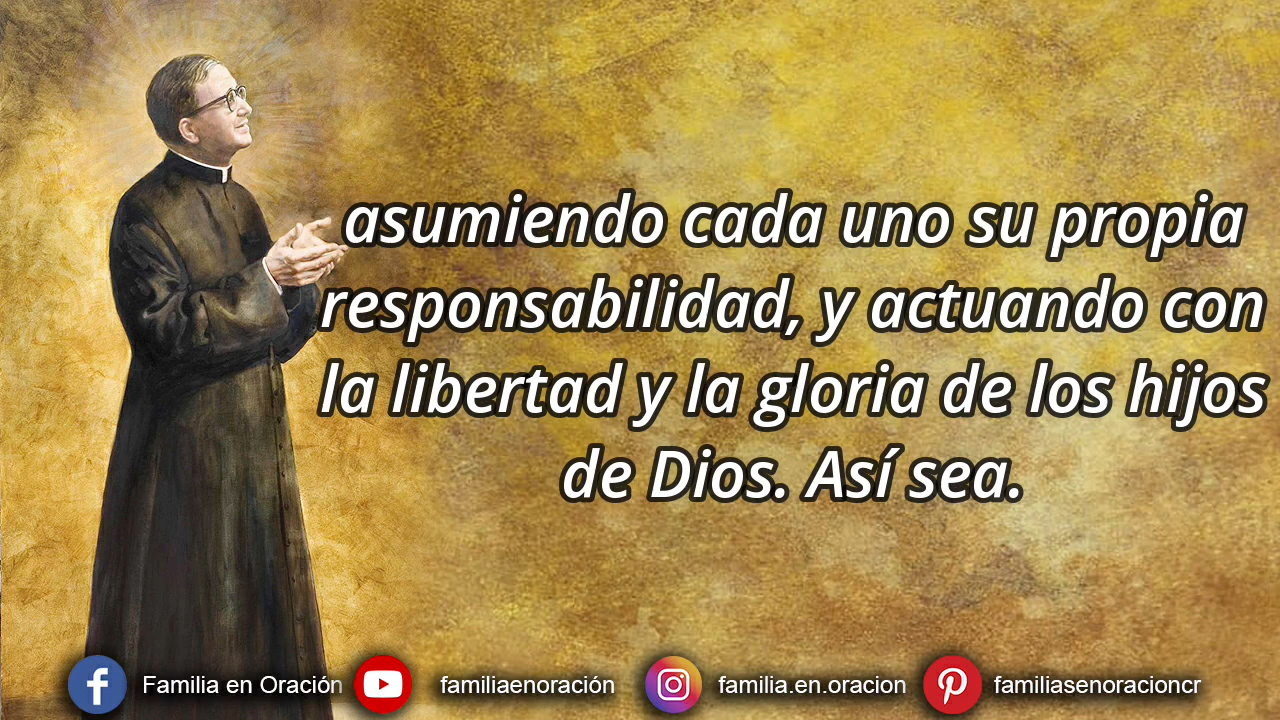 asumiendo cada uno su propia
responsabilidad, y actuando con
la libertad y la gloria de los hijos
de Dios. Así sea.
Familia en Oración familiaenoración familia.en.oracion familiasenoracioncr